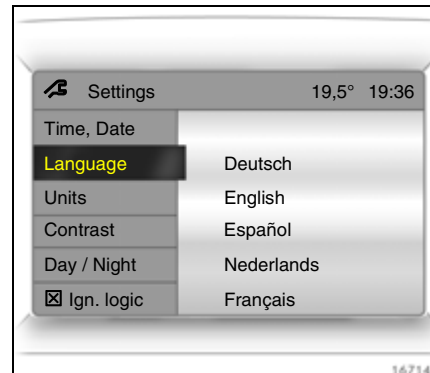 Settings 19,5° 19:36
Time, Date
Language Deutsch
Units English
Contrast Español
Day / Night Nederlands
☒ Ign. logic Français
16714